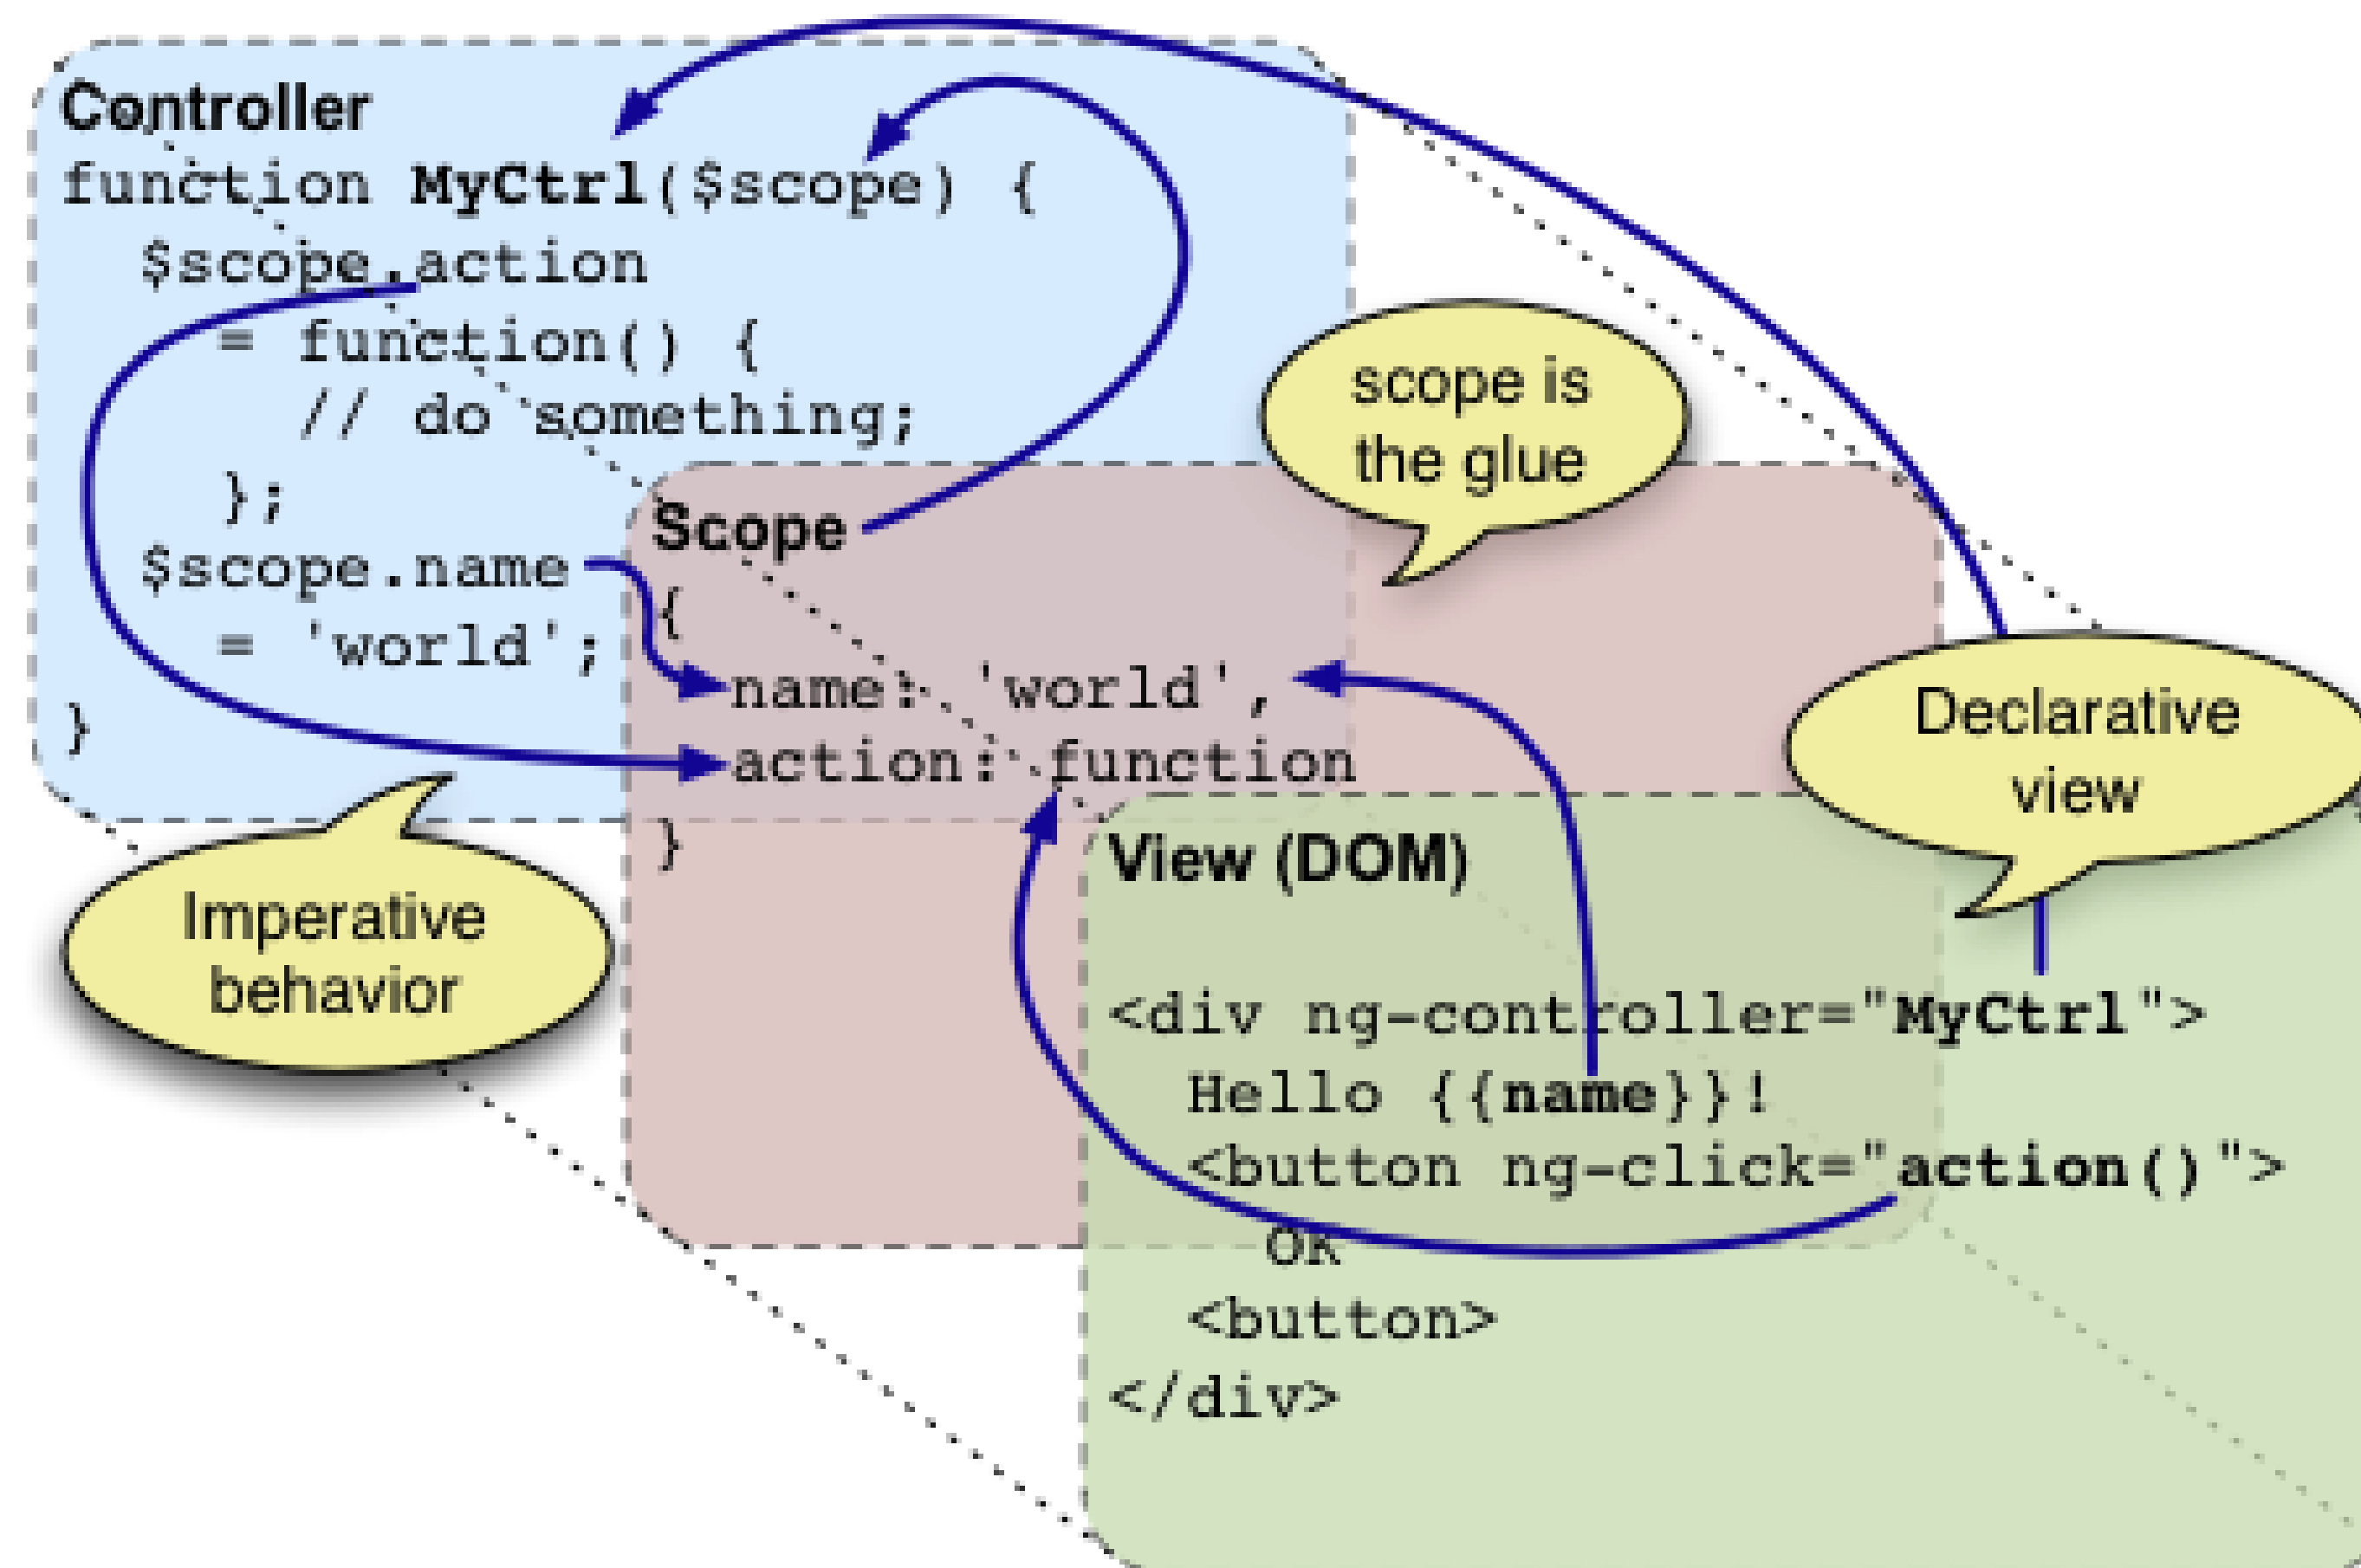 Controller
function MyCtrl($scope) {
$scope.action
= function() {
// do something;
};
$scope.name
= 'world';
}
scope is
the glue
Scope
{
name: 'world',
action: function
}
Declarative
view
Imperative
behavior
View (DOM)
<div ng-controller="MyCtrl">
Hello {{name}}!
<button ng-click="action()">
OK
<button>
</div>